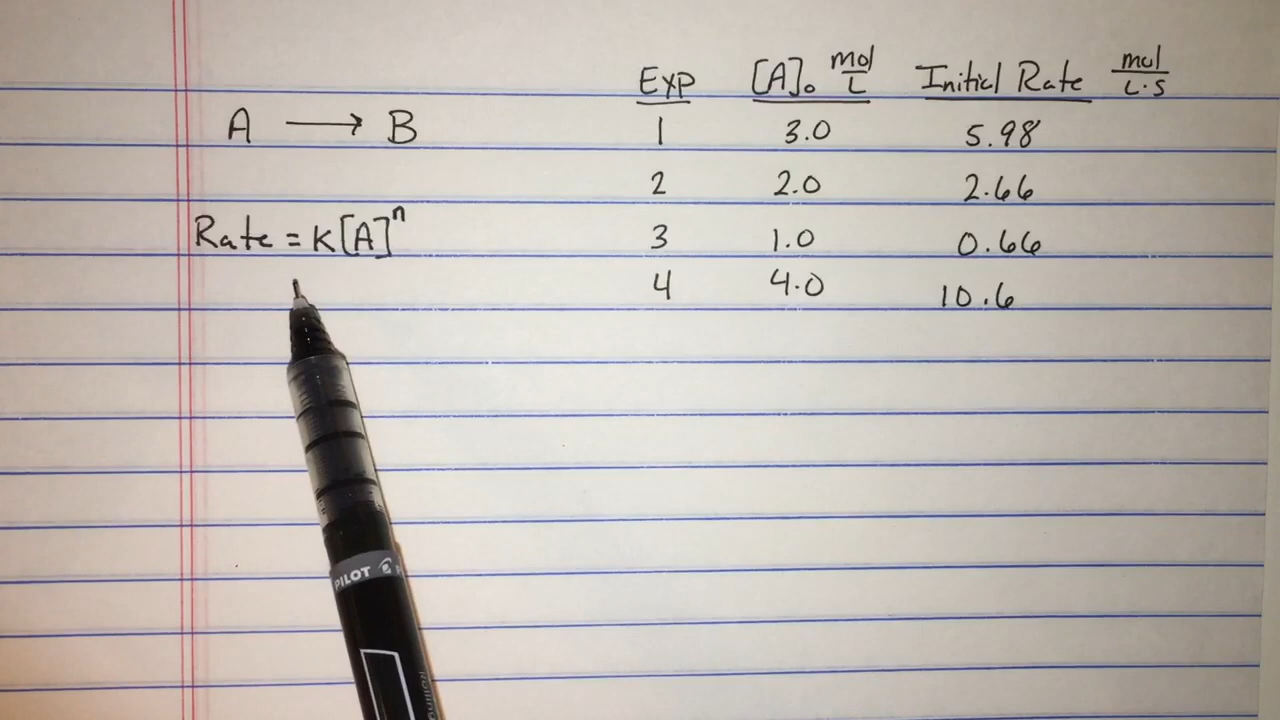 Exp [A]₀ mol/L Initial Rate mol/L·s
A ⟶ B
1 3.0 5.98
2 2.0 2.66
Rate = K[A]ⁿ
3 1.0 0.66
4 4.0 10.6
PILOT